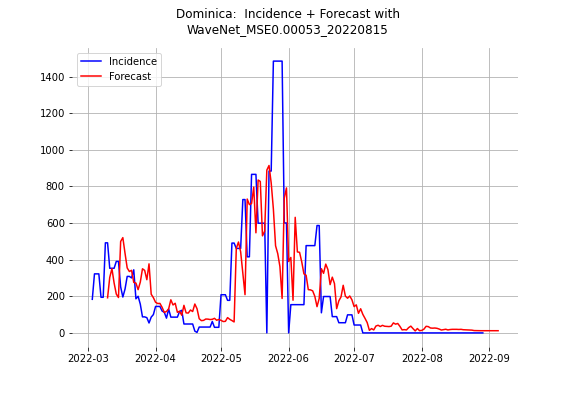 Dominica:  Incidence + Forecast with
WaveNet_MSE0.00053_20220815
Incidence
Forecast
1400
1200
1000
800
600
400
200
0
2022-03 2022-04 2022-05 2022-06 2022-07 2022-08 2022-09